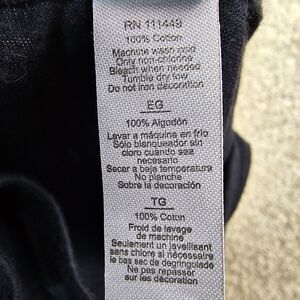 RN 111449
100% Cotton
Machine wash cold
Only non-chlorine
Bleach when needed
Tumble dry low
Do not iron decoration
EG
100% Algodón
Lavar a máquina en frío
Sólo blanqueador sin
cloro cuando sea
necesario
Secar a baja temperatura
No planche
Sobre la decoración
TG
100% Coton
Froid de lavage
de machine
Seulement un javellisant
sans chlore si nécessaire
le bas sec de degringolade
Ne pas repasser
sur les décorations